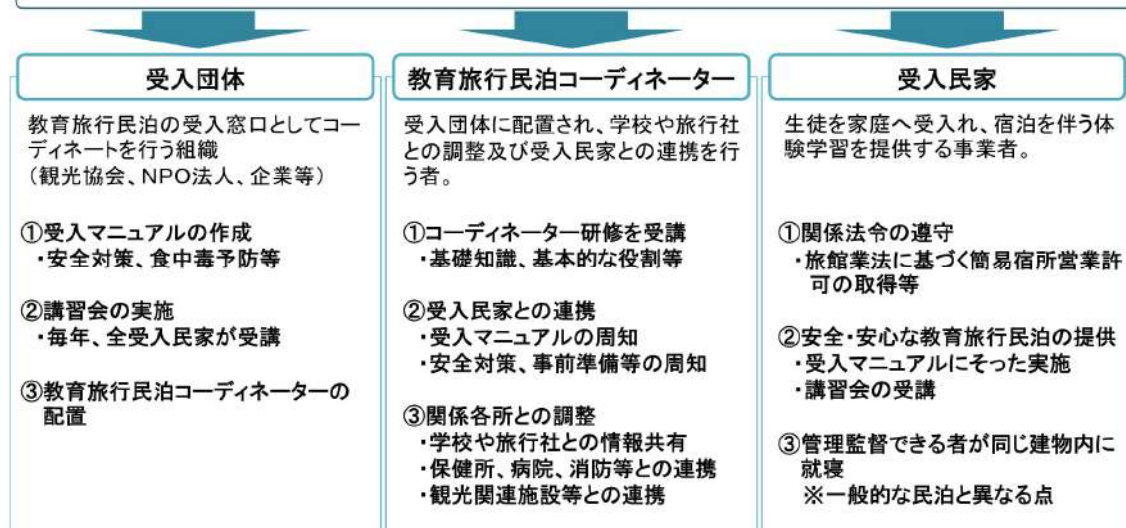 受入団体
教育旅行民泊の受入窓口としてコー
ディネートを行う組織
（観光協会、NPO法人、企業等）
①受入マニュアルの作成
・安全対策、食中毒予防等
②講習会の実施
・毎年、全受入民家が受講
③教育旅行民泊コーディネーターの
配置
教育旅行民泊コーディネーター
受入団体に配置され、学校や旅行社
との調整及び受入民家との連携を行
う者。
①コーディネーター研修を受講
・基礎知識、基本的な役割等
②受入民家との連携
・受入マニュアルの周知
・安全対策、事前準備等の周知
③関係各所との調整
・学校や旅行社との情報共有
・保健所、病院、消防等との連携
・観光関連施設等との連携
受入民家
生徒を家庭へ受入れ、宿泊を伴う体
験学習を提供する事業者。
①関係法令の遵守
・旅館業法に基づく簡易宿所営業許
可の取得等
②安全・安心な教育旅行民泊の提供
・受入マニュアルにそった実施
・講習会の受講
③管理監督できる者が同じ建物内に
就寝
※一般的な民泊と異なる点